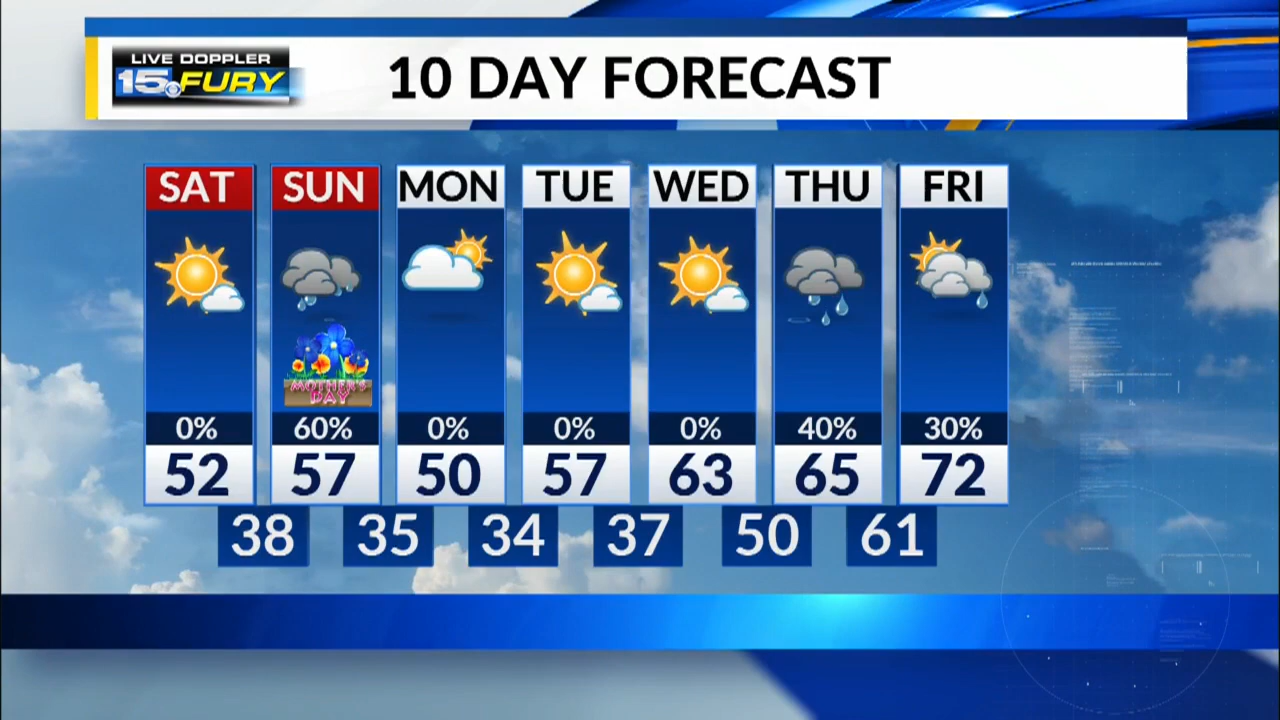 LIVE DOPPLER
15 FURY
10 DAY FORECAST
SAT SUN MON TUE WED THU FRI
MOTHER'S
DAY
0% 60% 0% 0% 0% 40% 30%
52 57 50 57 63 65 72
38 35 34 37 50 61